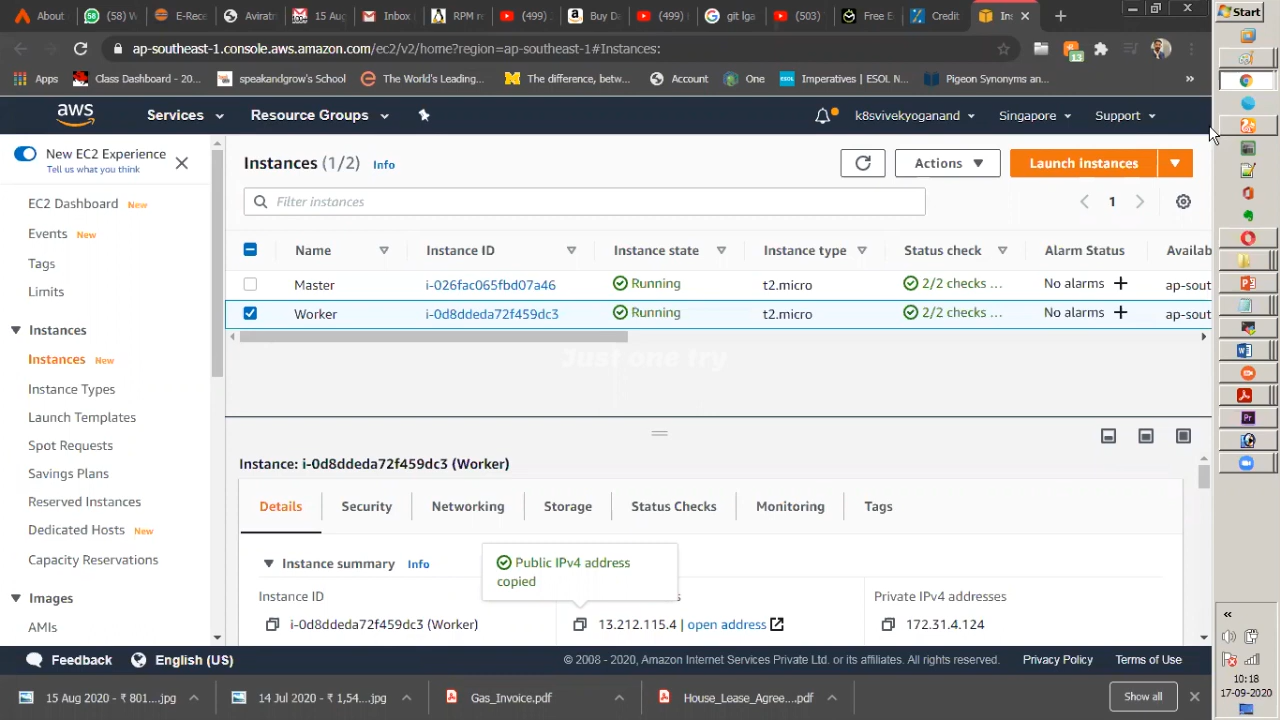 About
(58) W
E-Rece
Aviratr
15 Aug
Inbox (
RPM re
(499)
Buy Da
(499)
git lga
(503)
Free E
Cred
Ins
Start
ap-southeast-1.console.aws.amazon.com/ec2/v2/home?region=ap-southeast-1#Instances:
13
Apps
Class Dashboard - 20...
speakandgrow's School
The World's Leading...
The difference, betw...
Account
One
Imperatives | ESOL N...
Pigeon Synonyms an...
aws
Services
Resource Groups
k8svivekyoganand
Singapore
Support
New EC2 Experience
Tell us what you think
EC2 Dashboard New
Events New
Tags
Limits
Instances
Instances New
Instance Types
Launch Templates
Spot Requests
Savings Plans
Reserved Instances
Dedicated Hosts New
Capacity Reservations
Images
AMIs
Instances (1/2) Info
Actions
Launch instances
Filter instances
1
Name
Instance ID
Instance state
Instance type
Status check
Alarm Status
Availab
Master
i-026fac065fbd07a46
Running
t2.micro
2/2 checks ...
No alarms
ap-sout
Worker
i-0d8ddeda72f459dc3
Running
t2.micro
2/2 checks ...
No alarms
ap-sout
Just one try
Instance: i-0d8ddeda72f459dc3 (Worker)
Details
Security
Networking
Storage
Status Checks
Monitoring
Tags
Instance summary Info
Public IPv4 address
copied
Instance ID
Private IPv4 addresses
i-0d8ddeda72f459dc3 (Worker)
13.212.115.4 | open address
172.31.4.124
Feedback
English (US)
© 2008 - 2020, Amazon Internet Services Private Ltd. or its affiliates. All rights reserved.
Privacy Policy
Terms of Use
15 Aug 2020 - ₹ 801....jpg
14 Jul 2020 - ₹ 1,54....jpg
Gas_Invoice.pdf
House_Lease_Agree...pdf
Show all
10:18
17-09-2020